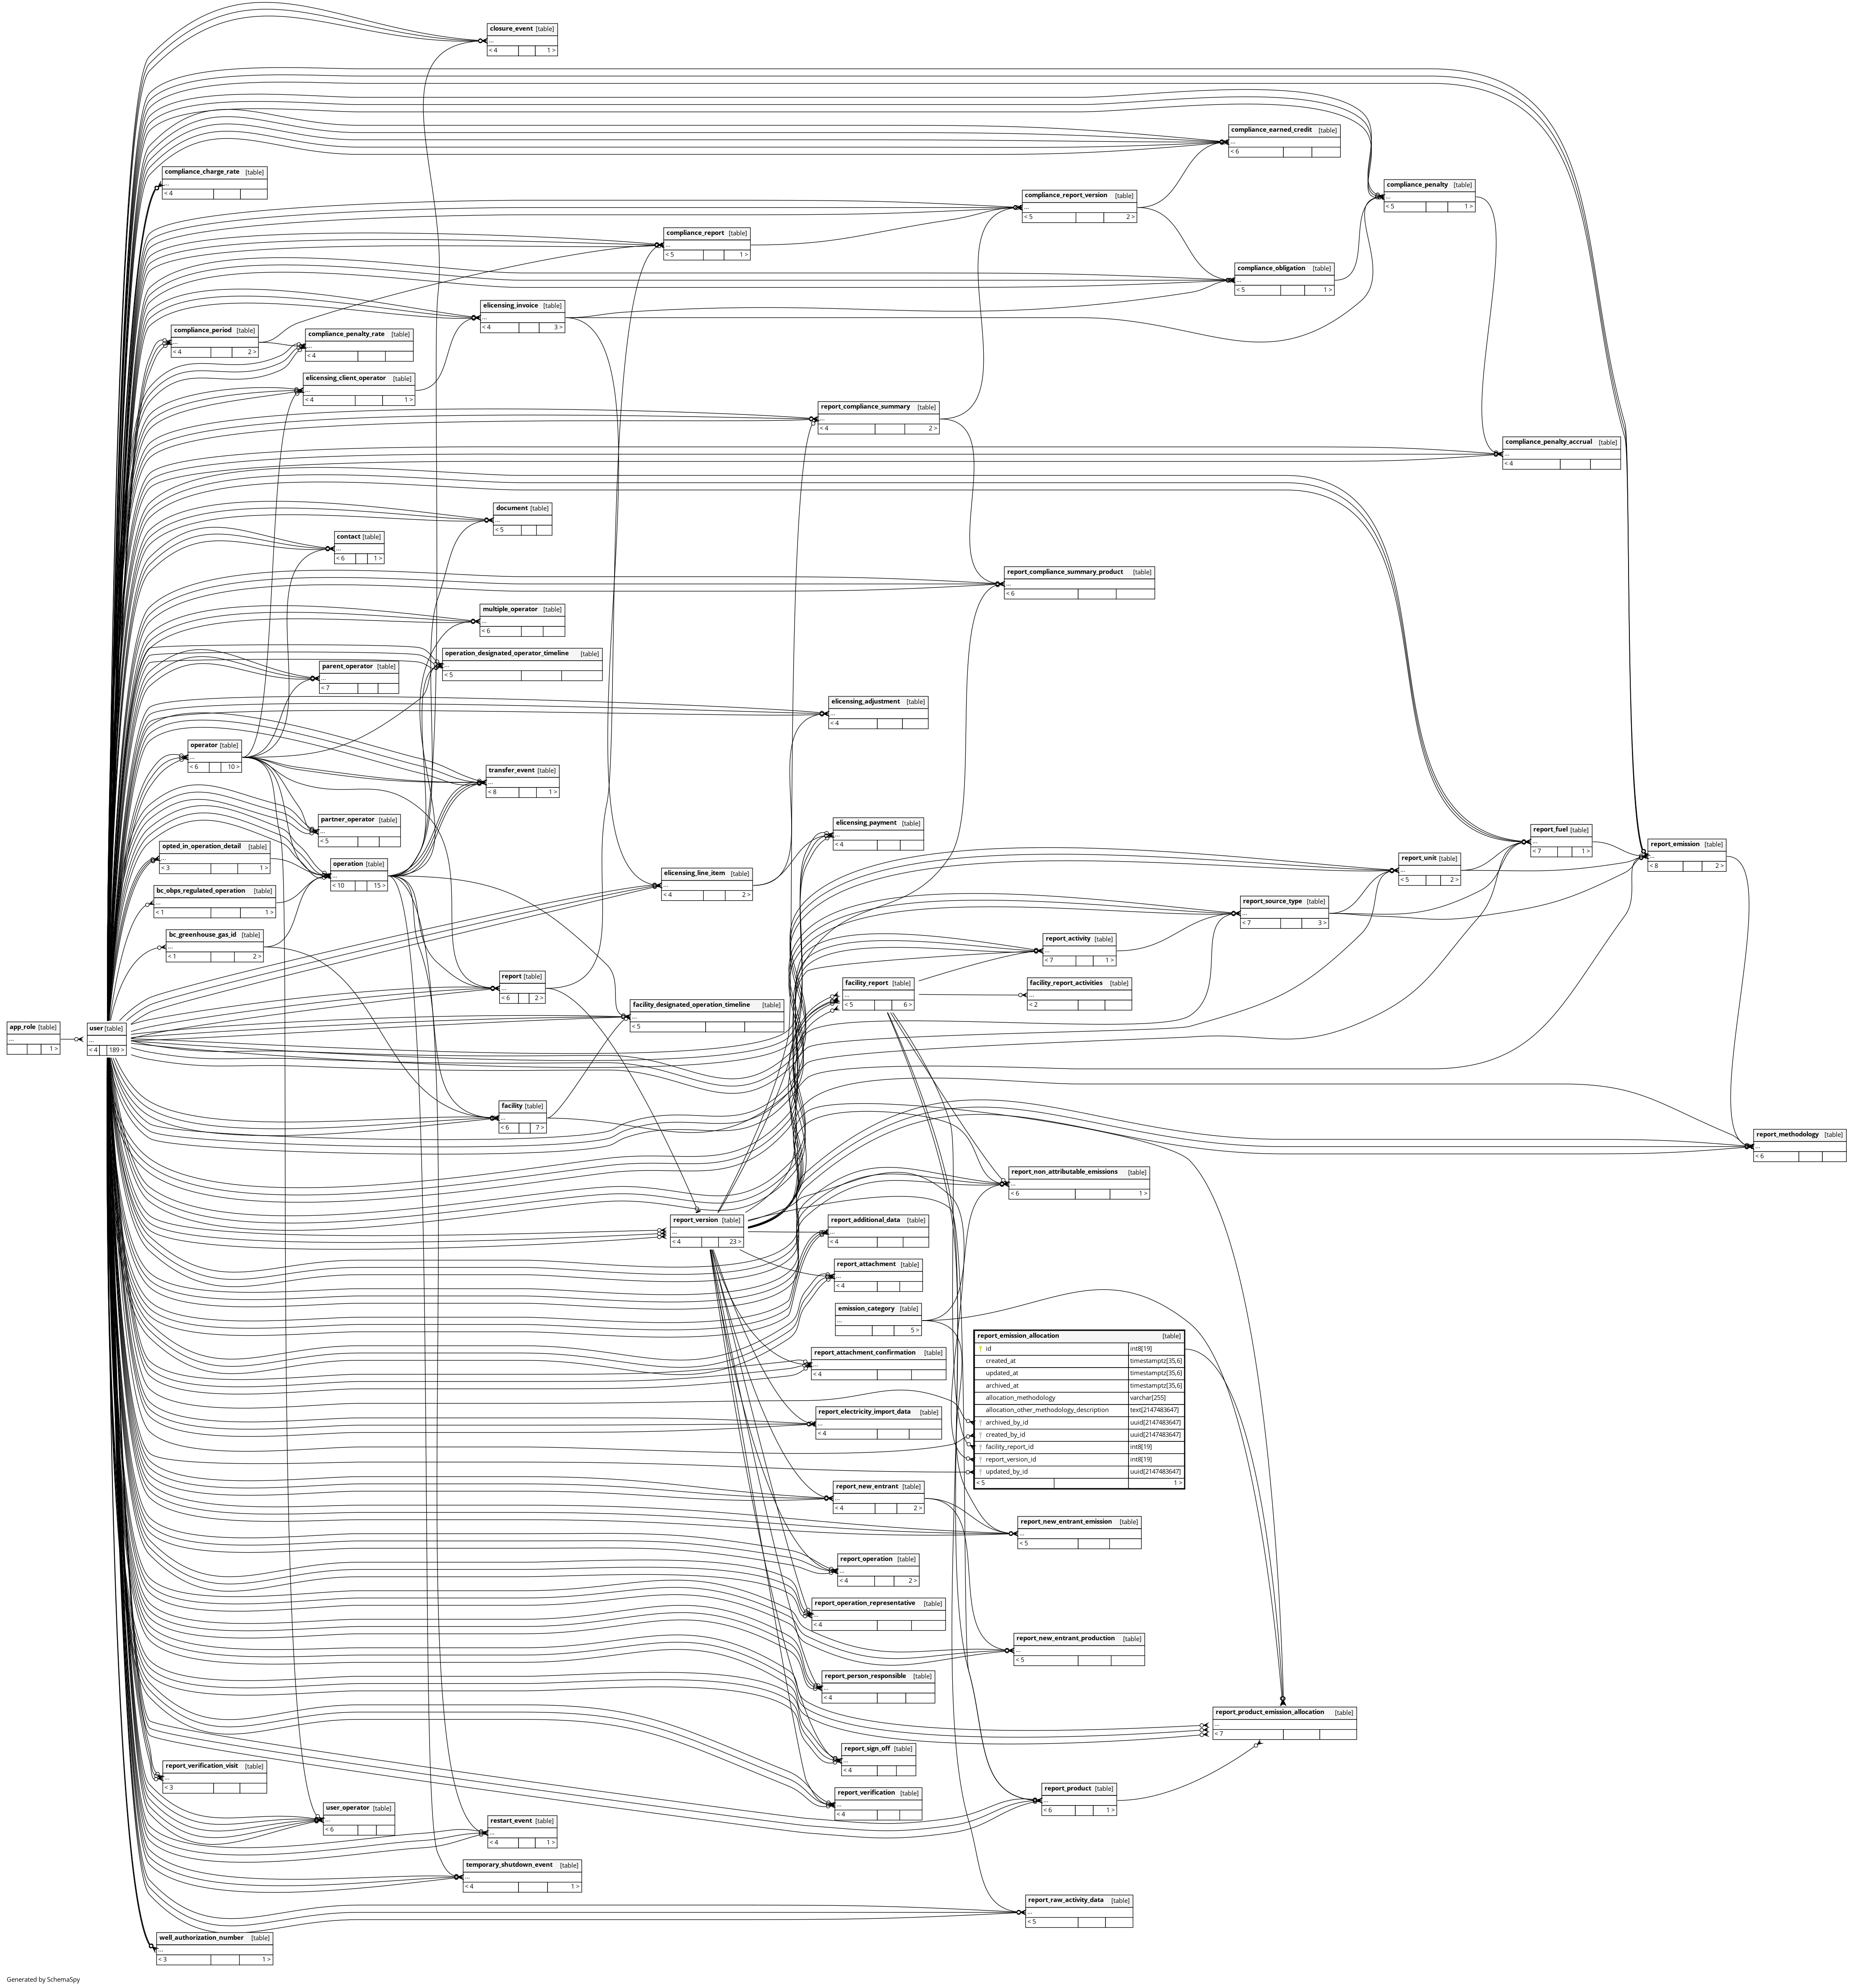 closure_event [table]
...
< 4 1 >
compliance_earned_credit [table]
...
< 6
compliance_charge_rate [table]
...
< 4
compliance_penalty [table]
...
< 5 1 >
compliance_report_version [table]
...
< 5 2 >
compliance_report [table]
...
< 5 1 >
compliance_obligation [table]
...
< 5 1 >
elicensing_invoice [table]
...
< 4 3 >
compliance_period [table]
...
< 4 2 >
compliance_penalty_rate [table]
...
< 4
elicensing_client_operator [table]
...
< 4 1 >
report_compliance_summary [table]
...
< 4 2 >
compliance_penalty_accrual [table]
...
< 4
document [table]
...
< 5
contact [table]
...
< 6 1 >
report_compliance_summary_product [table]
...
< 6
multiple_operator [table]
...
< 6
operation_designated_operator_timeline [table]
...
< 5
parent_operator [table]
...
< 7
elicensing_adjustment [table]
...
< 4
operator [table]
...
< 6 10 >
transfer_event [table]
...
< 8 1 >
partner_operator [table]
...
< 5
elicensing_payment [table]
...
< 4
report_fuel [table]
...
< 7 1 >
report_emission [table]
...
< 8 2 >
opted_in_operation_detail [table]
...
< 3 1 >
operation [table]
...
< 10 15 >
report_unit [table]
...
< 5 2 >
elicensing_line_item [table]
...
< 4 2 >
bc_obps_regulated_operation [table]
...
< 1 1 >
report_source_type [table]
...
< 7 3 >
bc_greenhouse_gas_id [table]
...
< 1 2 >
report_activity [table]
...
< 7 1 >
report [table]
...
< 6 2 >
facility_report [table]
...
< 5 6 >
facility_report_activities [table]
...
< 2
facility_designated_operation_timeline [table]
...
< 5
app_role [table]
...
1 >
user [table]
...
< 4 189 >
facility [table]
...
< 6 7 >
report_methodology [table]
...
< 6
report_non_attributable_emissions [table]
...
< 6 1 >
report_version [table]
...
< 4 23 >
report_additional_data [table]
...
< 4
report_attachment [table]
...
< 4
emission_category [table]
...
5 >
report_emission_allocation [table]
id int8[19]
created_at timestamptz[35,6]
updated_at timestamptz[35,6]
archived_at timestamptz[35,6]
allocation_methodology varchar[255]
allocation_other_methodology_description text[2147483647]
archived_by_id uuid[2147483647]
created_by_id uuid[2147483647]
facility_report_id int8[19]
report_version_id int8[19]
updated_by_id uuid[2147483647]
< 5 1 >
report_attachment_confirmation [table]
...
< 4
report_electricity_import_data [table]
...
< 4
report_new_entrant [table]
...
< 4 2 >
report_new_entrant_emission [table]
...
< 5
report_operation [table]
...
< 4 2 >
report_operation_representative [table]
...
< 4
report_new_entrant_production [table]
...
< 5
report_person_responsible [table]
...
< 4
report_product_emission_allocation [table]
...
< 7
report_sign_off [table]
...
< 4
report_verification_visit [table]
...
< 3
report_product [table]
...
< 6 1 >
report_verification [table]
...
< 4
user_operator [table]
...
< 6
restart_event [table]
...
< 4 1 >
temporary_shutdown_event [table]
...
< 4 1 >
report_raw_activity_data [table]
...
< 5
well_authorization_number [table]
...
< 3 1 >
Generated by SchemaSpy